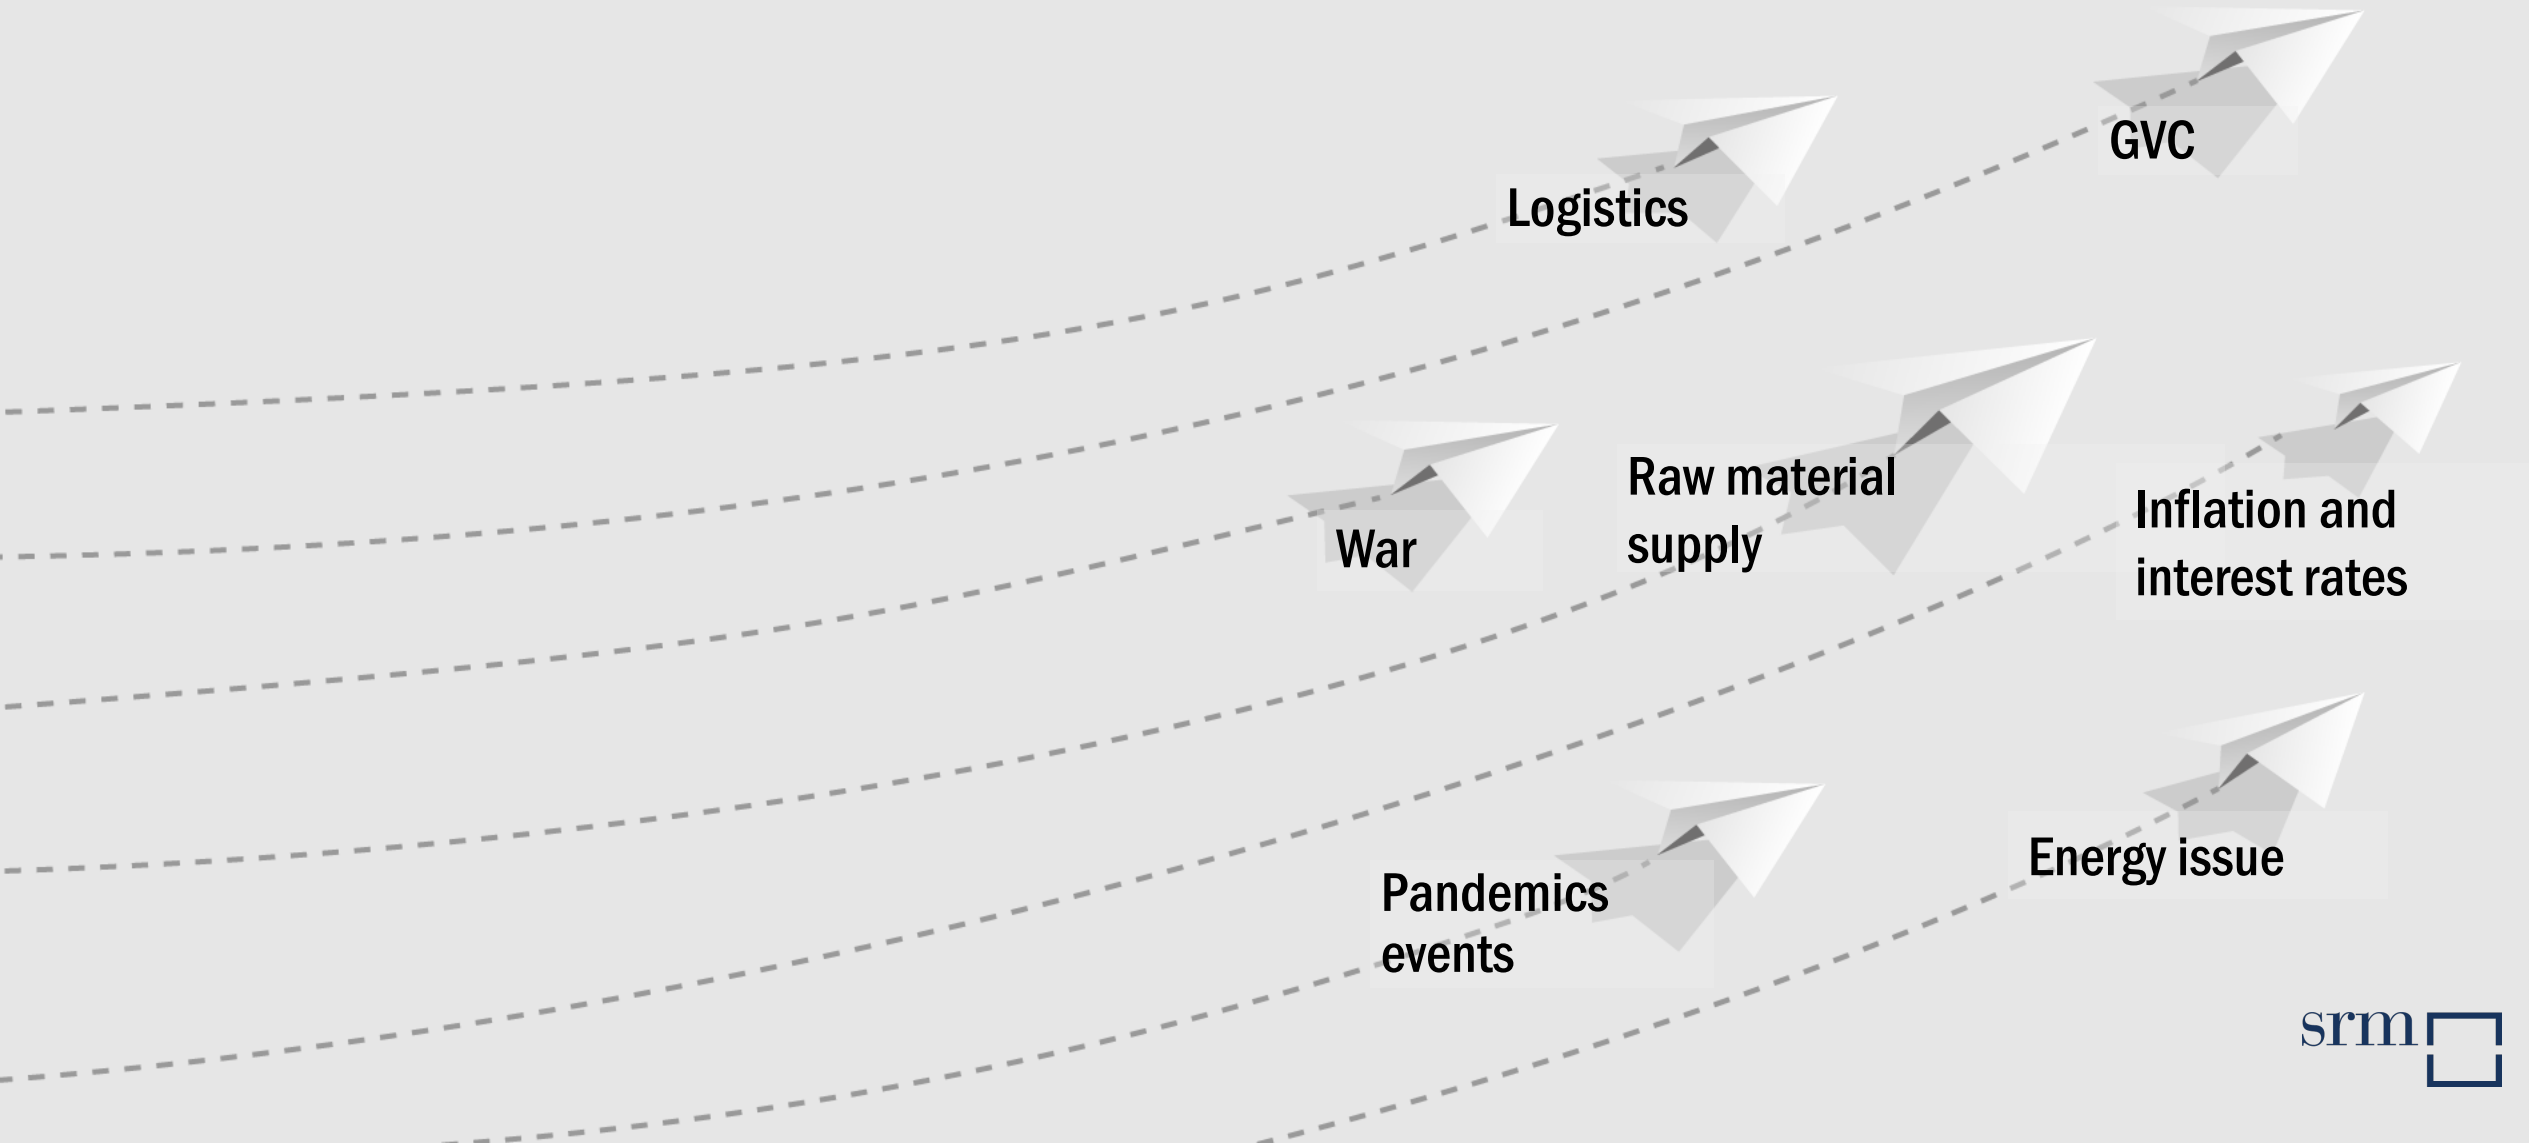 GVC
Logistics
War
Raw material
supply
Inflation and
interest rates
Pandemics
events
Energy issue
srm